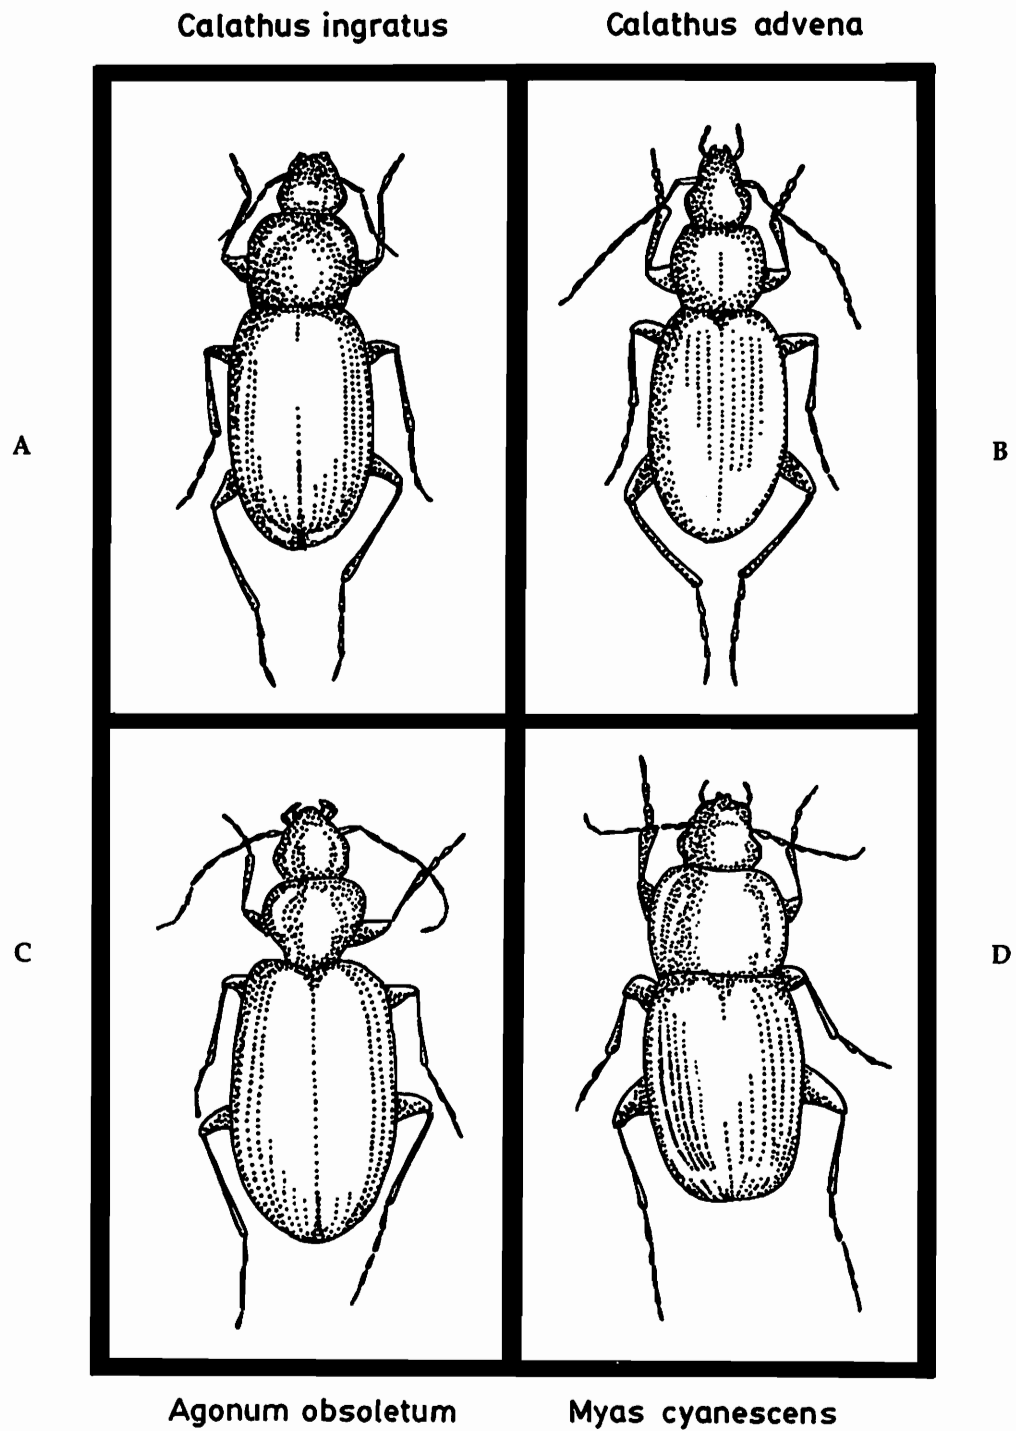 Calathus ingratus
Calathus advena
A
B
C
D
Agonum obsoletum
Myas cyanescens